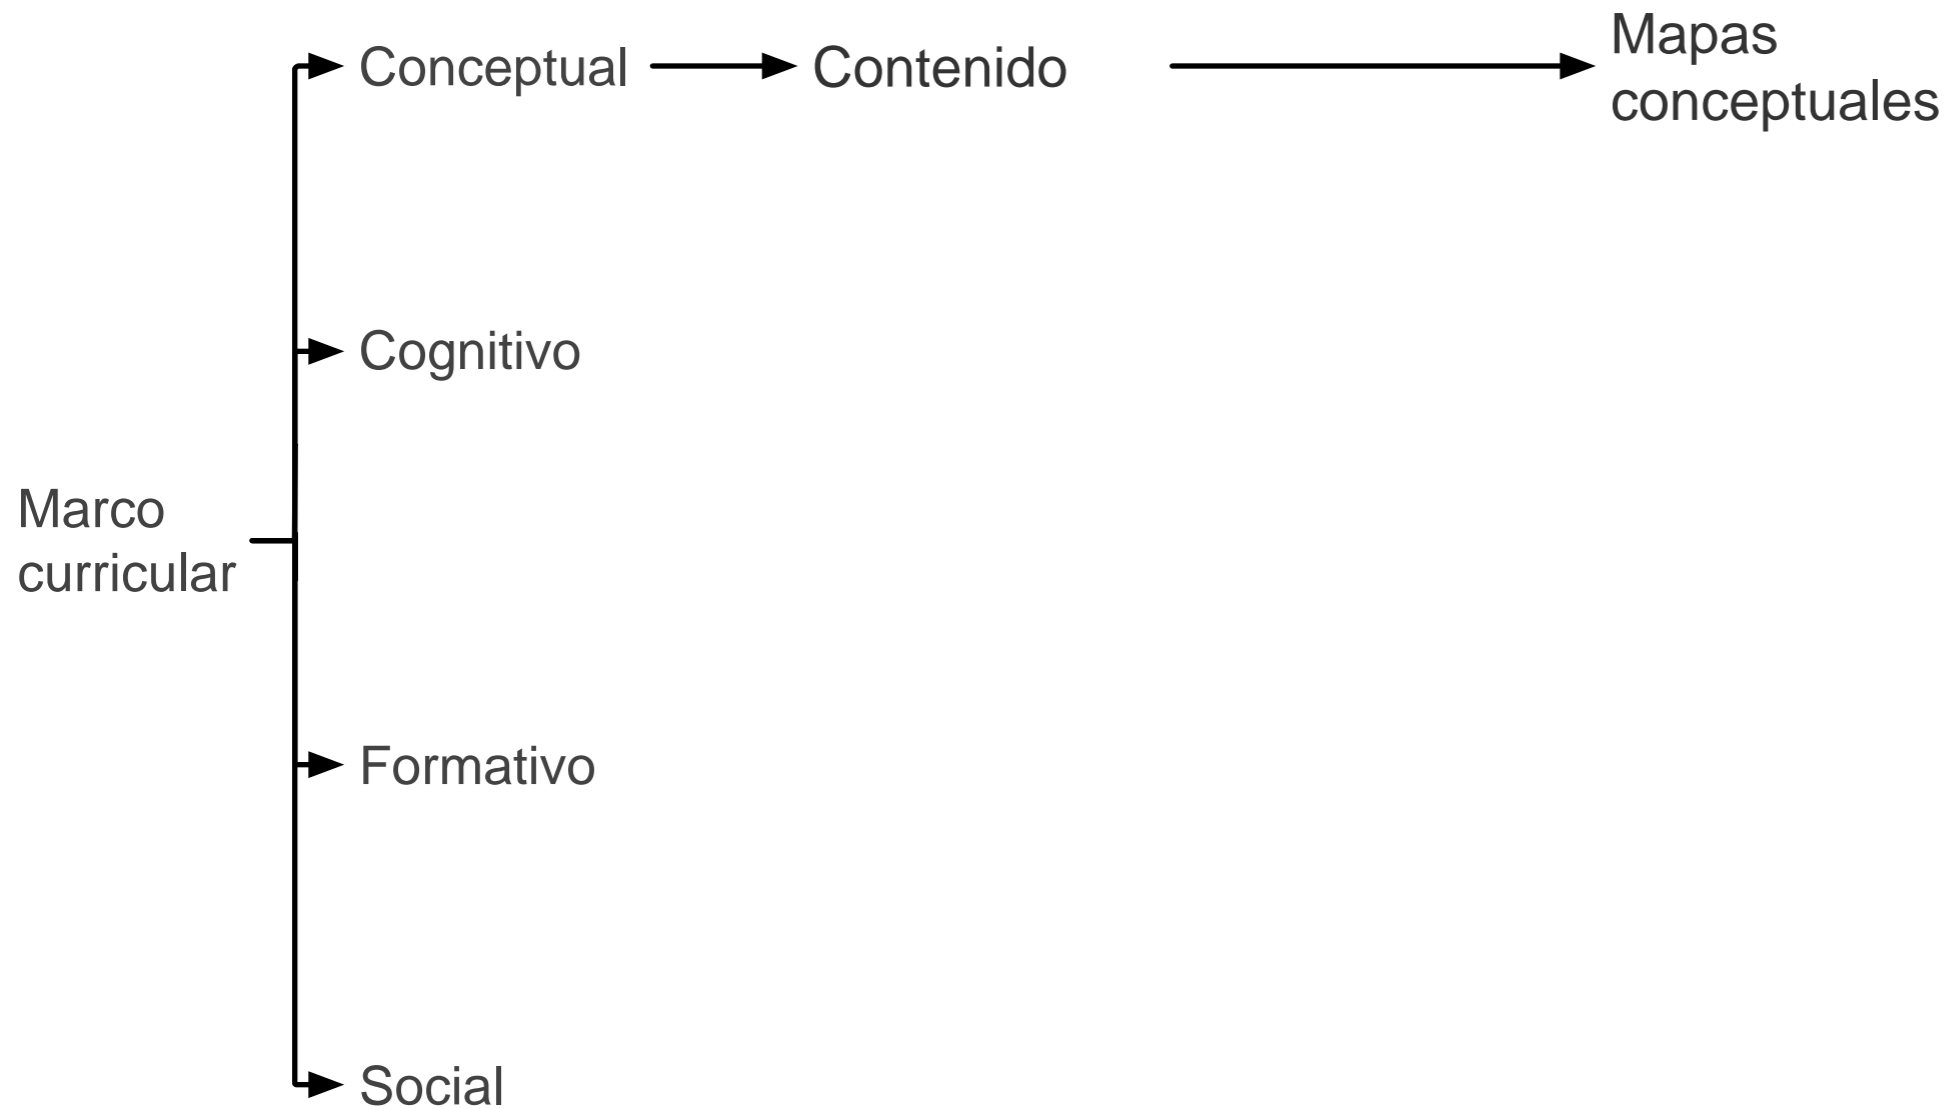 Conceptual
Contenido
Mapas
conceptuales
Cognitivo
Marco
curricular
Formativo
Social